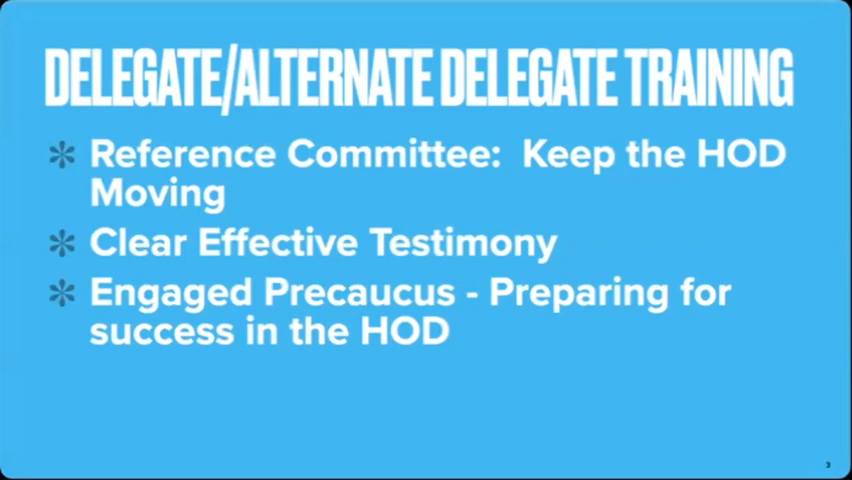 DELEGATE/ALTERNATE DELEGATE TRAINING
* Reference Committee:  Keep the HOD
Moving
* Clear Effective Testimony
* Engaged Precaucus - Preparing for
success in the HOD
3